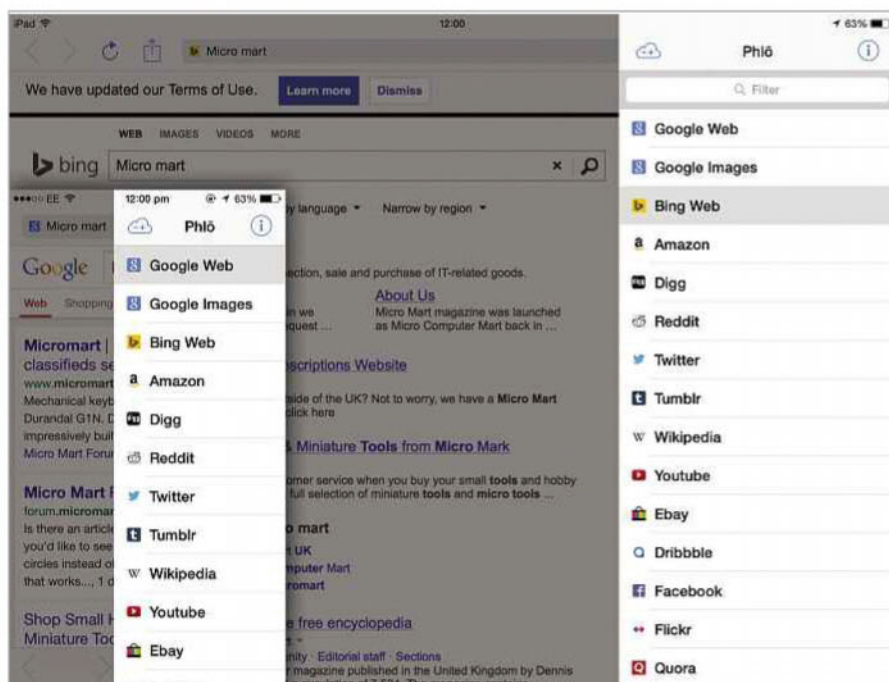 iPad
12:00
63%
Micro mart
We have updated our Terms of Use. Learn more Dismiss
WEB IMAGES VIDEOS MORE
bing Micro mart
by language Narrow by region
ection, sale and purchase of IT-related goods.
in we
quest ...
About Us
Micro Mart magazine was launched
as Micro Computer Mart back in ...
scriptions Website
side of the UK? Not to worry, we have a Micro Mart
click here
& Miniature Tools from Micro Mark
omer service when you buy your small tools and hobby
full selection of miniature tools and micro tools ...
o mart
t UK
mputer Mart
romart
e free encyclopedia
nity · Editorial staff · Sections
r magazine published in the United Kingdom by Dennis
EE
Micro mart
Google
Web Shopping
Micromart |
classifieds se
www.micromart
Mechanical keyb
Durandal G1N. D
impressively buil
Micro Mart Forum
Micro Mart F
forum.micromar
Is there an article
you'd like to see
circles instead of
that works..., 1 d
Shop Small H
Miniature Too
12:00 pm 63%
Phlō
Google Web
Google Images
Bing Web
Amazon
Digg
Reddit
Twitter
Tumblr
Wikipedia
Youtube
Ebay
Phlō
Filter
Google Web
Google Images
Bing Web
Amazon
Digg
Reddit
Twitter
Tumblr
Wikipedia
Youtube
Ebay
Dribbble
Facebook
Flickr
Quora